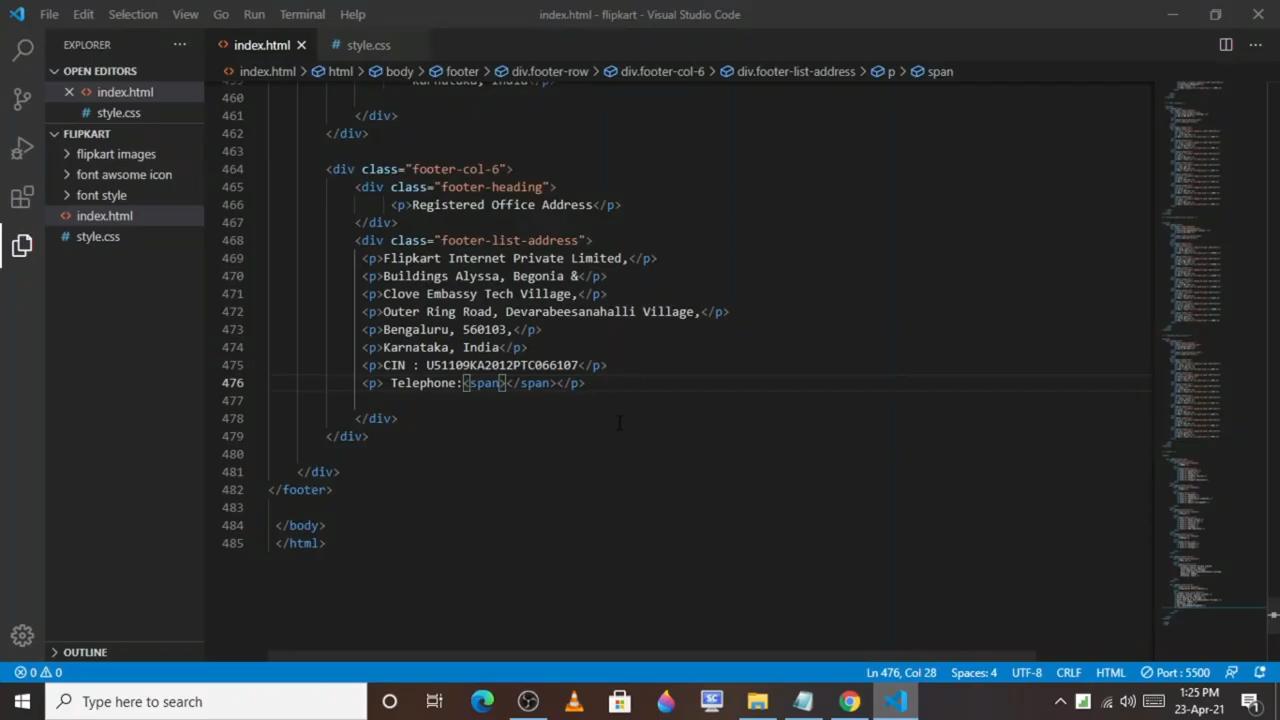 File Edit Selection View Go Run Terminal Help
index.html - flipkart - Visual Studio Code
EXPLORER
index.html
style.css
OPEN EDITORS
index.html
style.css
FLIPKART
flipkart images
font awsome icon
font style
index.html
style.css
OUTLINE
index.html > html > body > footer > div.footer-row > div.footer-col-6 > div.footer-list-address > p > span
Karnataka, India</p>
460
461 </div>
462 </div>
463
464 <div class="footer-col-6">
465 <div class="footer-heading">
466 <p>Registered Office Address</p>
467 </div>
468 <div class="footer-list-address">
469 <p>Flipkart Internet Private Limited,</p>
470 <p>Buildings Alyssa, Begonia &</p>
471 <p>Clove Embassy Tech Village,</p>
472 <p>Outer Ring Road, Devarabeesanahalli Village,</p>
473 <p>Bengaluru, 560103,</p>
474 <p>Karnataka, India</p>
475 <p>CIN : U51109KA2012PTC066107</p>
476 <p> Telephone:<span></span></p>
477
478 </div>
479 </div>
480
481 </div>
482 </footer>
483
484 </body>
485 </html>
0 0
Ln 476, Col 28 Spaces: 4 UTF-8 CRLF HTML Port : 5500
Type here to search
1:25 PM
23-Apr-21